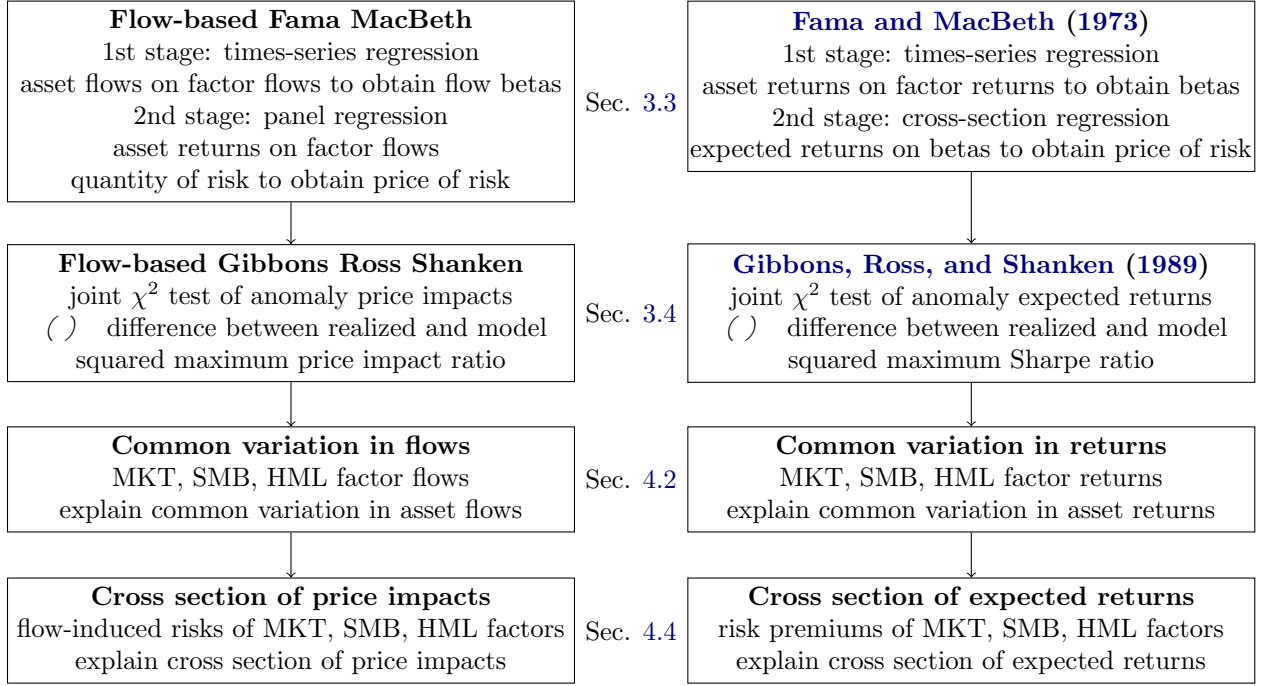 Flow-based Fama MacBeth
1st stage: times-series regression
asset flows on factor flows to obtain flow betas
2nd stage: panel regression
asset returns on factor flows
quantity of risk to obtain price of risk
Sec. 3.3
Fama and MacBeth (1973)
1st stage: times-series regression
asset returns on factor returns to obtain betas
2nd stage: cross-section regression
expected returns on betas to obtain price of risk
Flow-based Gibbons Ross Shanken
joint χ² test of anomaly price impacts
( ) difference between realized and model
squared maximum price impact ratio
Sec. 3.4
Gibbons, Ross, and Shanken (1989)
joint χ² test of anomaly expected returns
( ) difference between realized and model
squared maximum Sharpe ratio
Common variation in flows
MKT, SMB, HML factor flows
explain common variation in asset flows
Sec. 4.2
Common variation in returns
MKT, SMB, HML factor returns
explain common variation in asset returns
Cross section of price impacts
flow-induced risks of MKT, SMB, HML factors
explain cross section of price impacts
Sec. 4.4
Cross section of expected returns
risk premiums of MKT, SMB, HML factors
explain cross section of expected returns